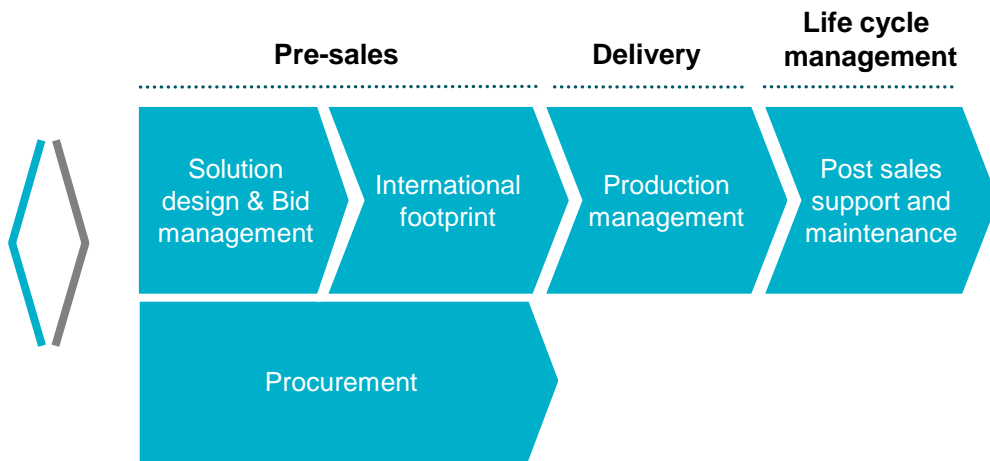 Pre-sales
Delivery
Life cycle
management
Solution
design & Bid
management
International
footprint
Production
management
Post sales
support and
maintenance
Procurement